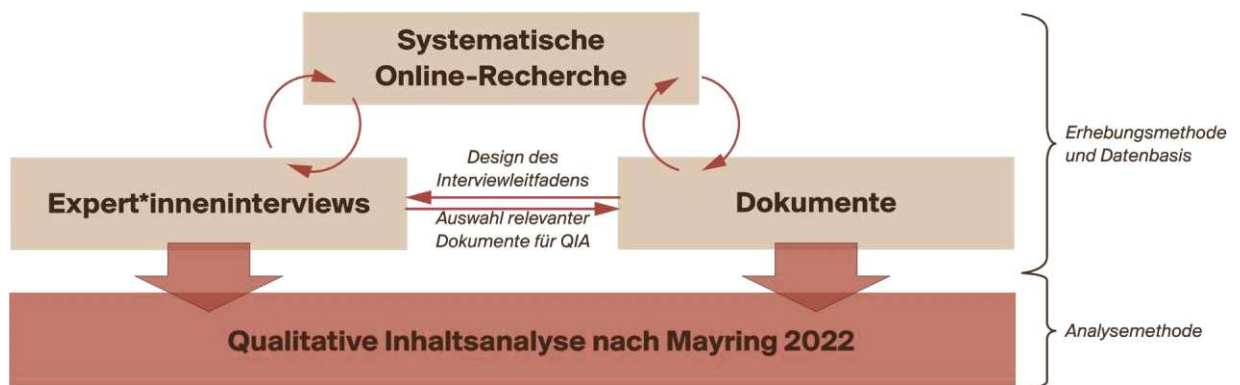 Systematische
Online-Recherche
Erhebungsmethode
und Datenbasis
Design des
Interviewleitfadens
Expert*inneninterviews
Dokumente
Auswahl relevanter
Dokumente für QIA
Qualitative Inhaltsanalyse nach Mayring 2022
Analysemethode